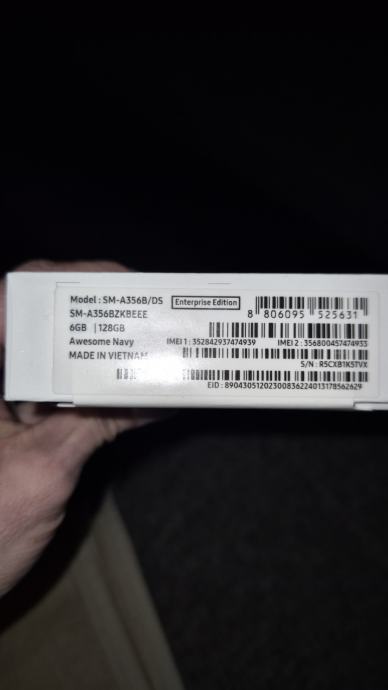 Model : SM-A356B/DS Enterprise Edition
SM-A356BZKBEEE 8 806095 525631
6GB | 128GB
Awesome Navy IMEI 1 : 352842937474939 IMEI 2 : 356800457474933
MADE IN VIETNAM
S/N : R5CXB1K5TVX
EID : 89043051202300836224013178562629